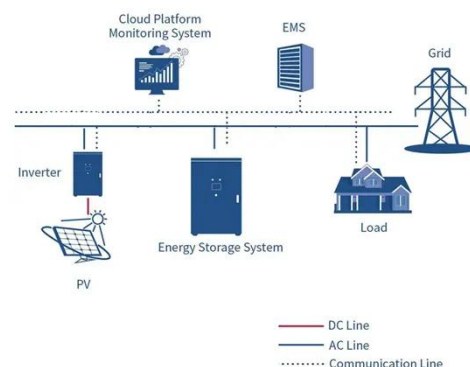 Cloud Platform
Monitoring System
EMS
Grid
Inverter
Energy Storage System
Load
PV
DC Line
AC Line
Communication Line